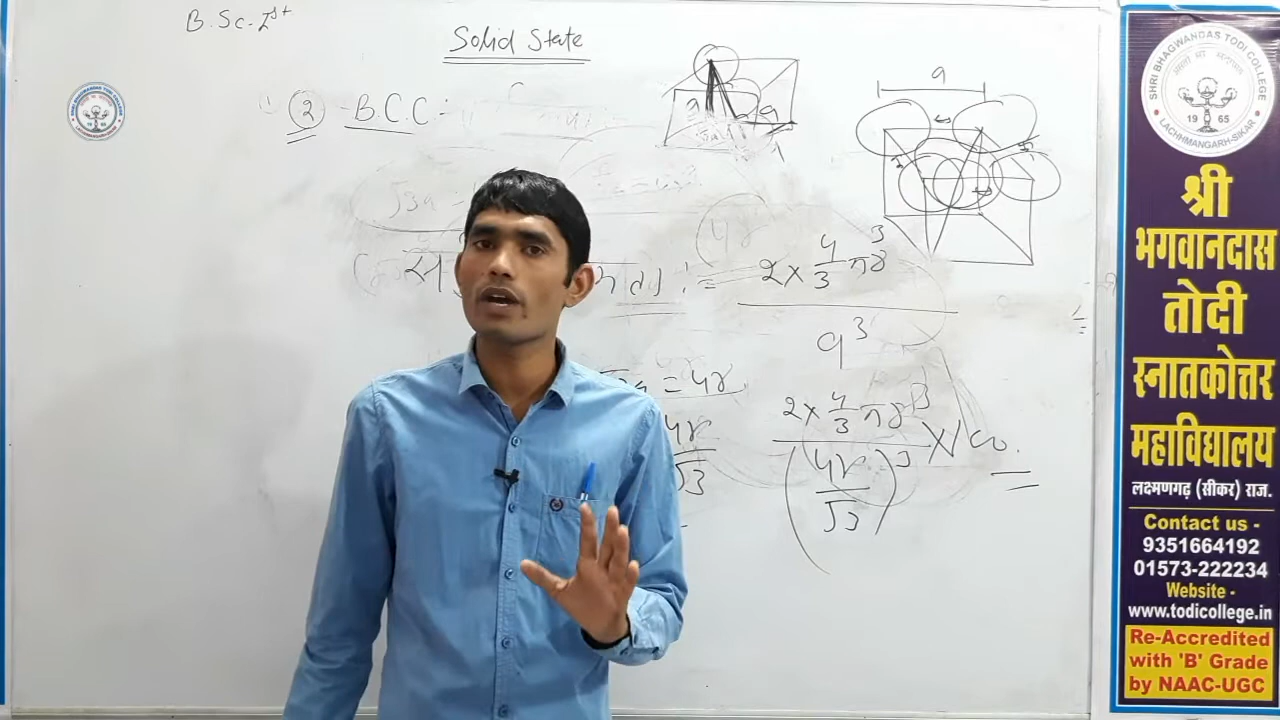 B.Sc. Ist
Solid State
② B.C.C:-
a
a
a
4r
2 × 4/3 πr³
a³
= 4r
4r
√3
2 × 4/3 πr³
(4r/√3)³
× 100
SHRI BHAGWANDAS TODI COLLEGE
1965
LACHHMANGARH-SIKAR
श्री
भगवानदास
तोदी
स्नातकोत्तर
महाविद्यालय
लक्ष्मणगढ़ (सीकर) राज.
Contact us -
9351664192
01573-222234
Website -
www.todicollege.in
Re-Accredited
with 'B' Grade
by NAAC-UGC